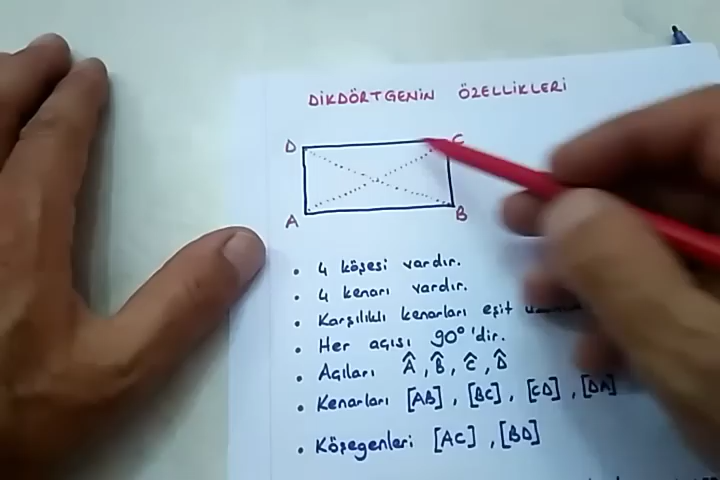 DİKDÖRTGENİN ÖZELLİKLERİ
D C
A B
• 4 köşesi vardır.
• 4 kenarı vardır.
• Karşılıklı kenarları eşit
• Her açısı 90°'dir.
• Açıları Â, B̂, Ĉ, D̂
• Kenarları [AB], [BC], [CD], [DA]
• Köşegenleri [AC], [BD]